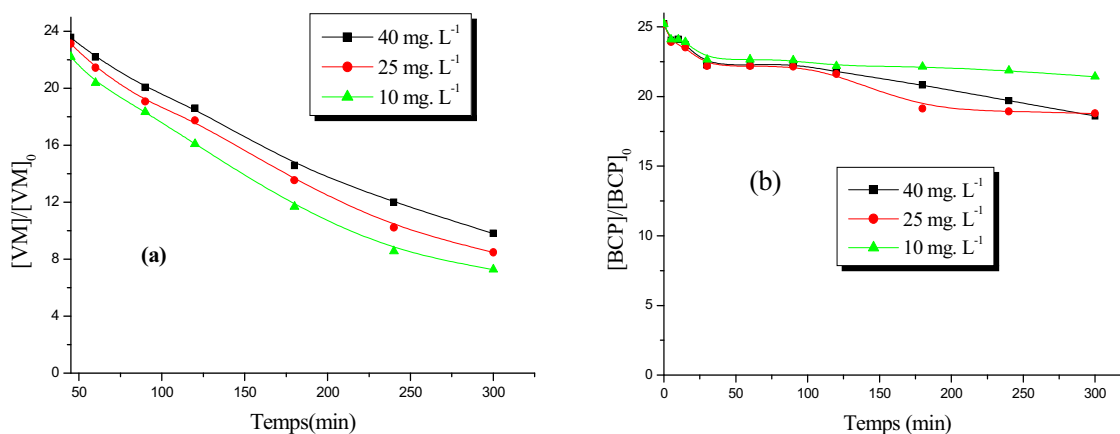 40 mg. L⁻¹
25 mg. L⁻¹
10 mg. L⁻¹
[VM]/[VM]₀
24
20
16
12
8
4
0
(a)
50 100 150 200 250 300
Temps(min)
[BCP]/[BCP]₀
25
20
15
10
5
0
(b)
40 mg. L⁻¹
25 mg. L⁻¹
10 mg. L⁻¹
0 50 100 150 200 250 300
Temps (min)